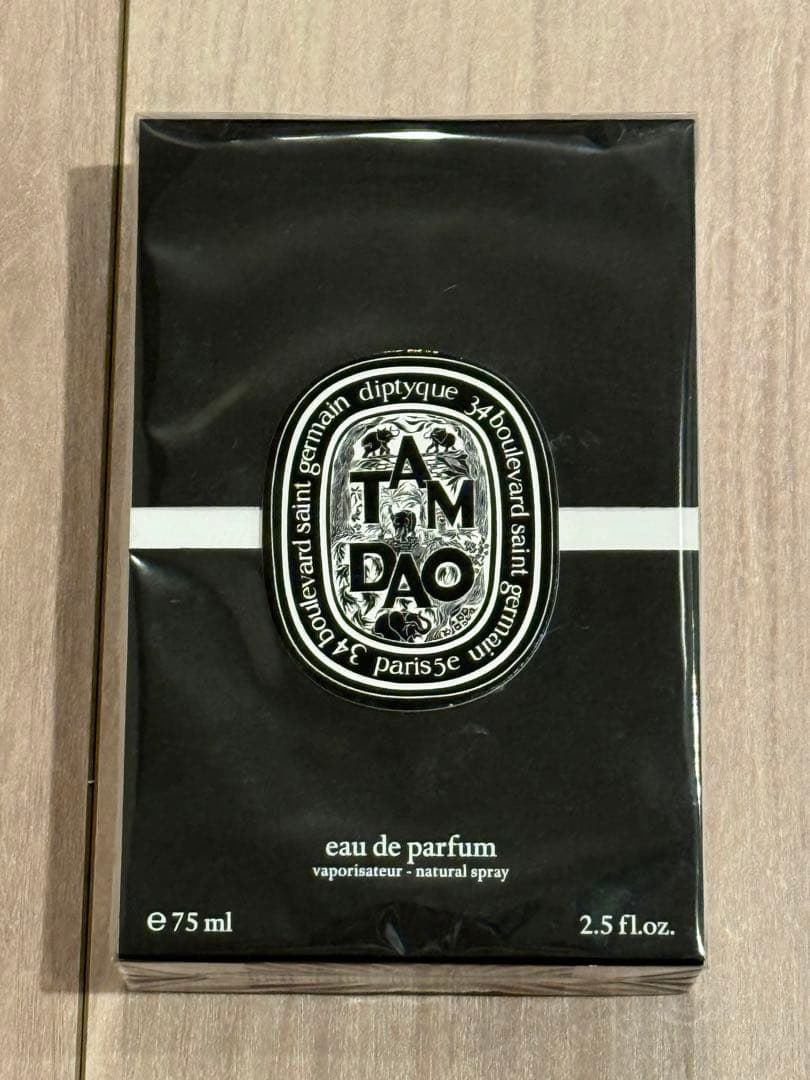 diptyque
34 boulevard saint germain
34 boulevard saint germain
paris 5e
TAM
DAO
eau de parfum
vaporisateur - natural spray
℮ 75 ml
2.5 fl.oz.